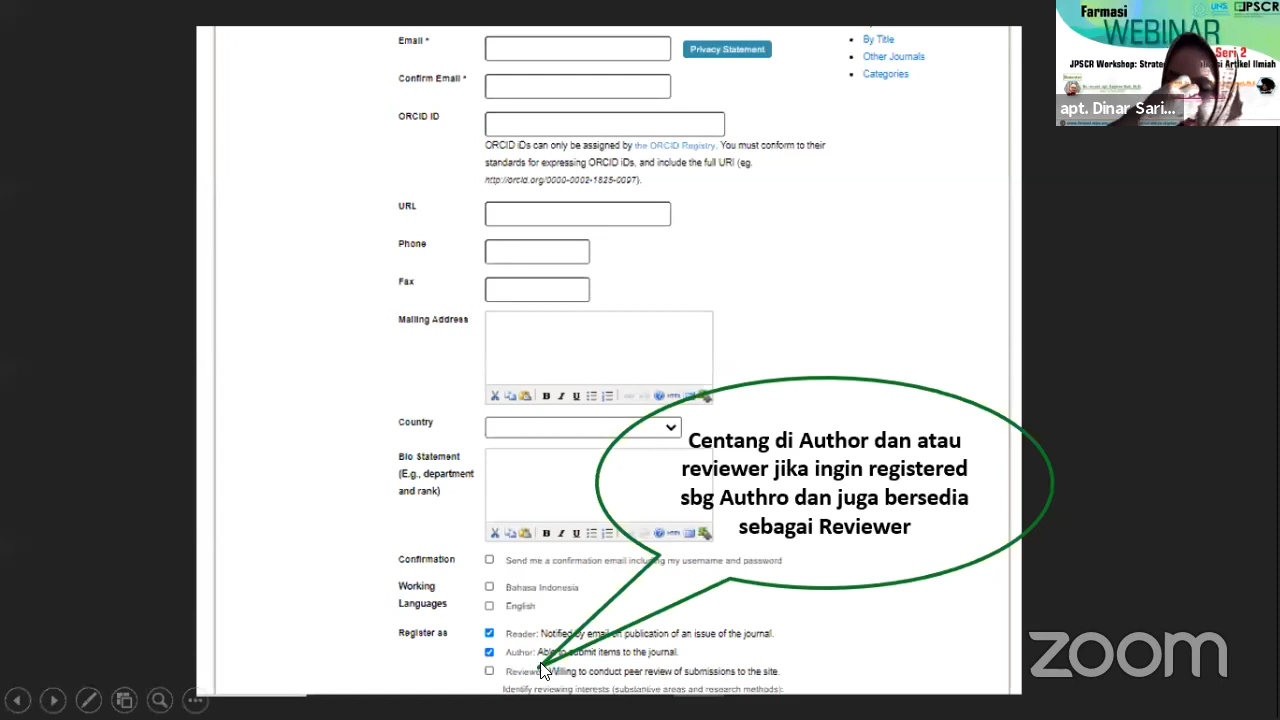 Email *
Privacy Statement
Confirm Email *
ORCID ID
ORCID iDs can only be assigned by the ORCID Registry. You must conform to their
standards for expressing ORCID iDs, and include the full URI (eg.
http://orcid.org/0000-0002-1825-0097).
URL
Phone
Fax
Mailing Address
B I U
HTML
Country
Bio Statement
(E.g., department
and rank)
B I U
HTML
Confirmation
Send me a confirmation email including my username and password
Working
Languages
Bahasa Indonesia
English
Register as
Reader: Notified by email on publication of an issue of the journal.
Author: Able to submit items to the journal.
Reviewer: Willing to conduct peer review of submissions to the site.
Identify reviewing interests (substantive areas and research methods):
By Title
Other Journals
Categories
Centang di Author dan atau
reviewer jika ingin registered
sbg Authro dan juga bersedia
sebagai Reviewer
Farmasi
UNS
JPSCR
WEBINAR
Seri 2
JPSCR Workshop:
Artikel Ilmiah
apt. Dinar Sari...
zoom